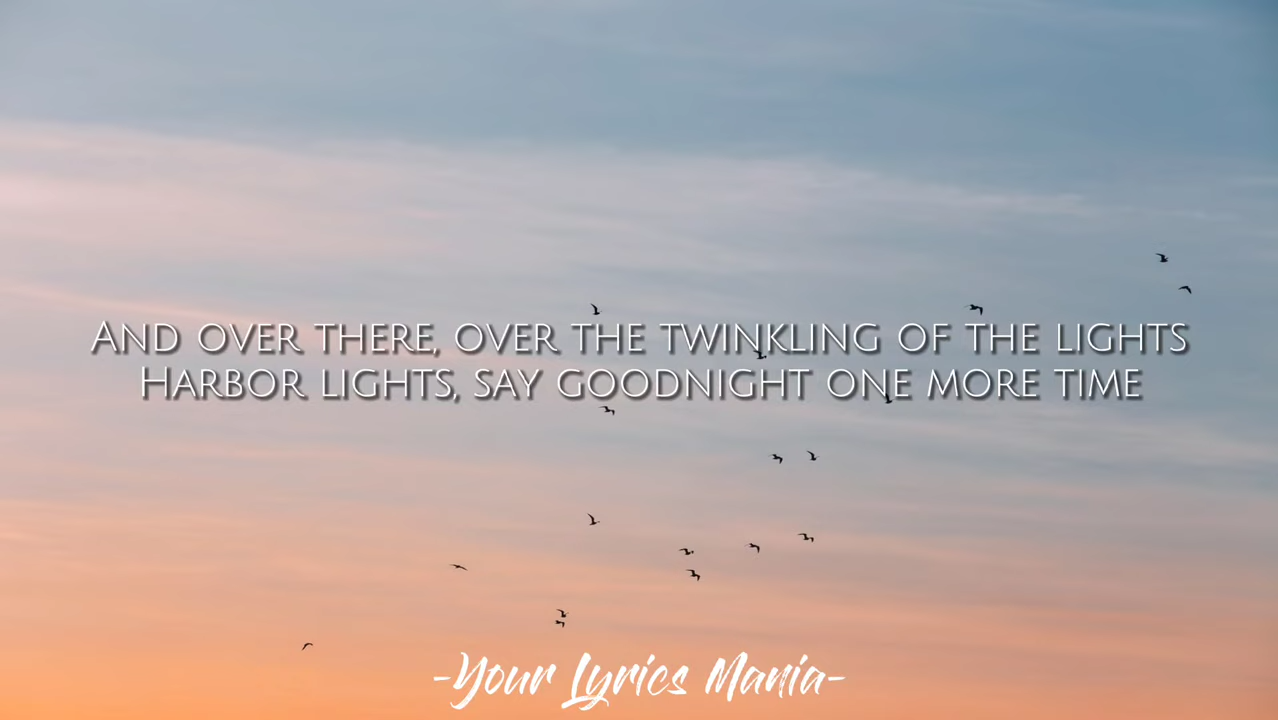 And over there, over the twinkling of the lights
Harbor lights, say goodnight one more time
-Your Lyrics Mania-